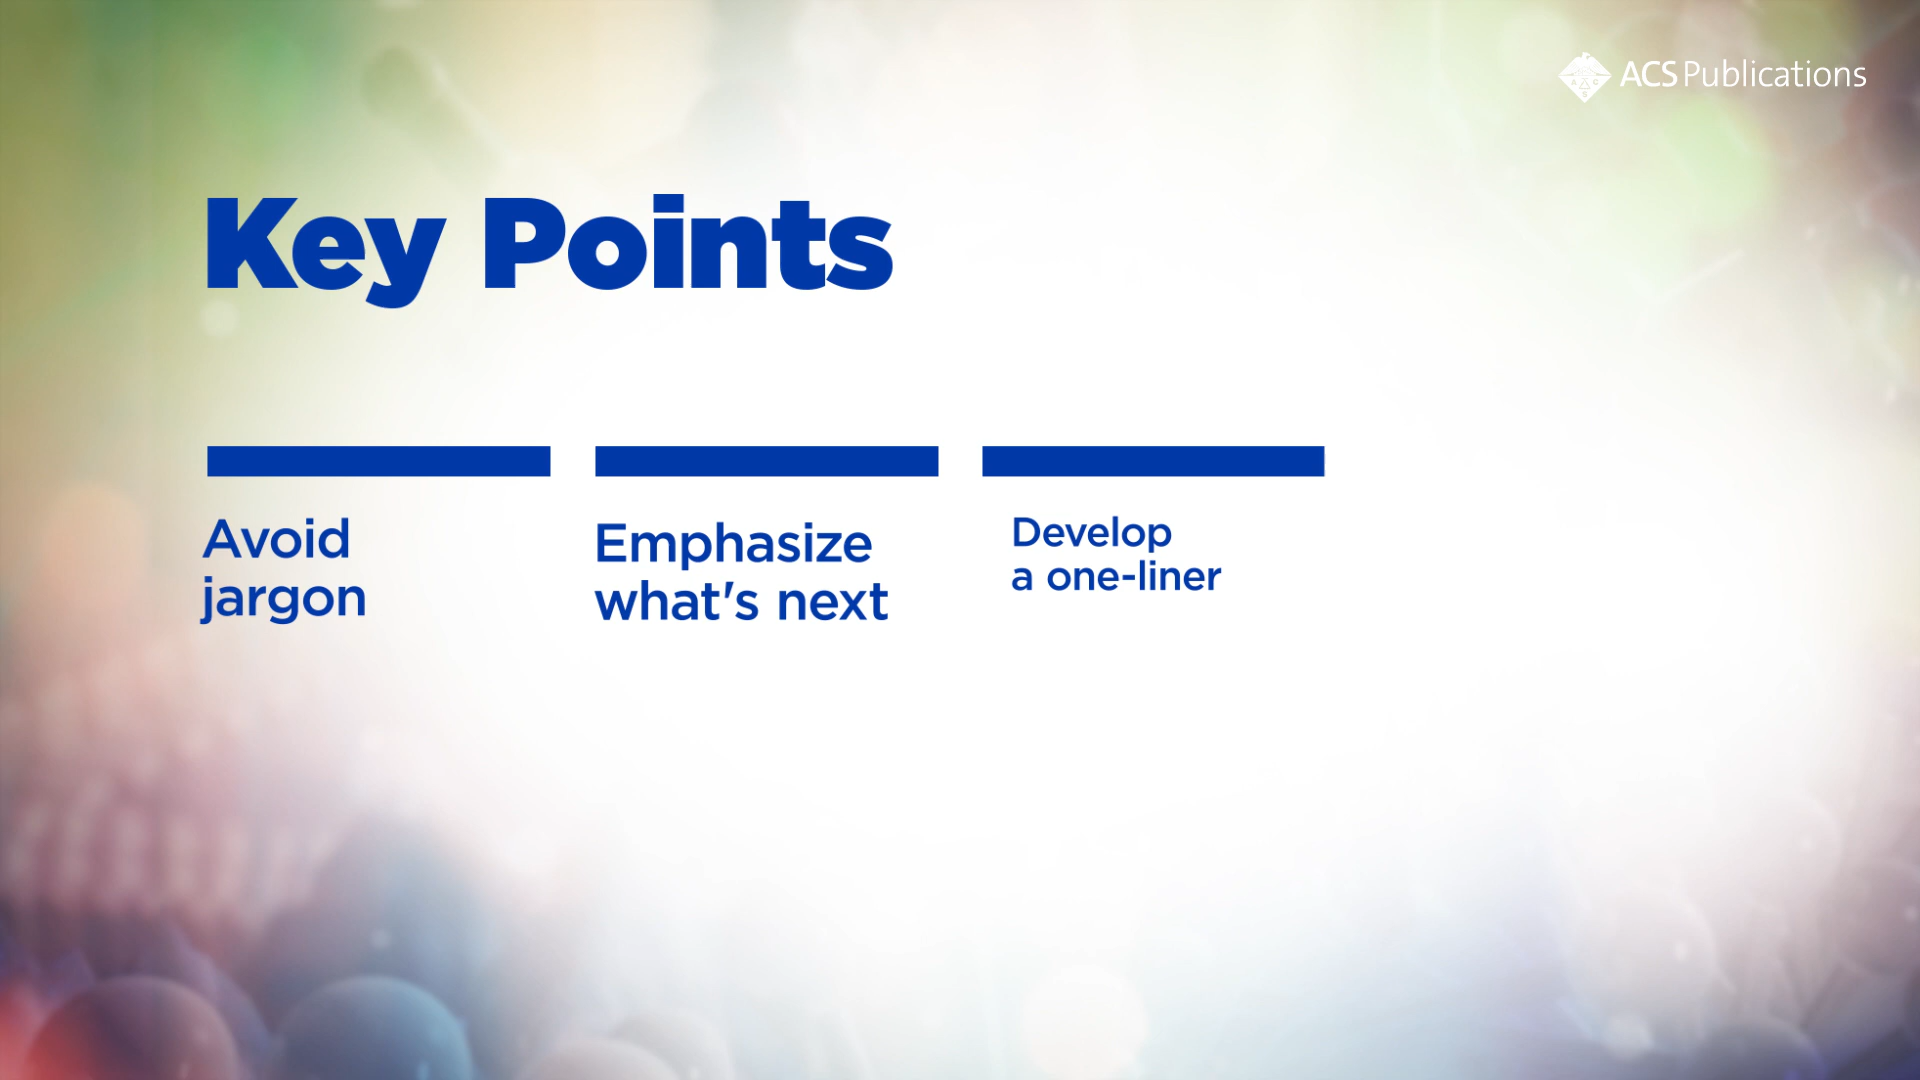 ACS Publications
Key Points
Avoid
jargon
Emphasize
what's next
Develop
a one-liner